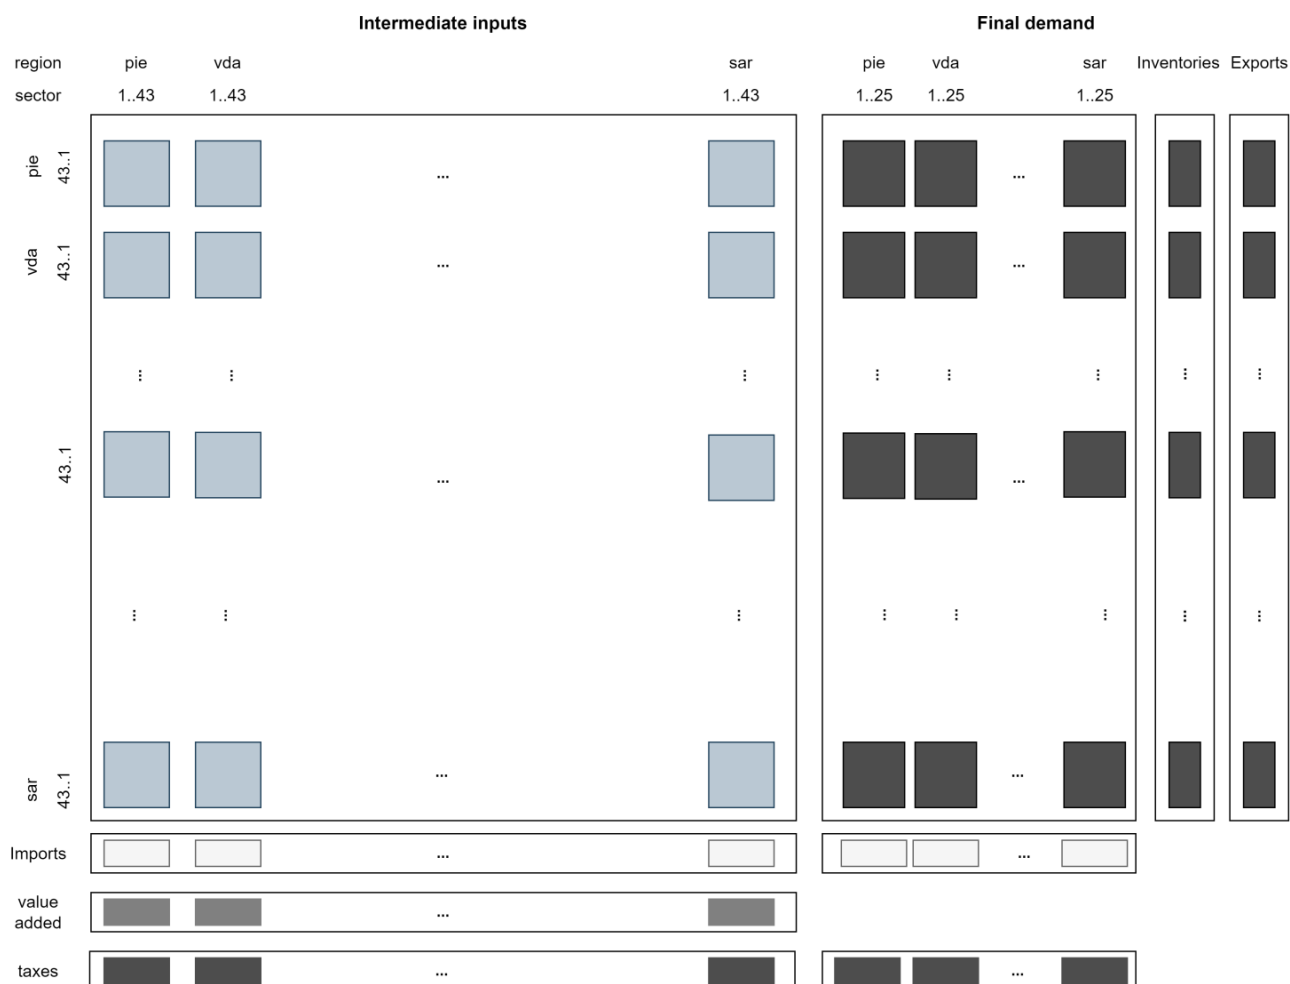 Intermediate inputs Final demand
region pie vda sar pie vda sar Inventories Exports
sector 1..43 1..43 1..43 1..25 1..25 1..25
pie 43..1 ... ...
vda 43..1 ... ...
... ... ... ... ... ... ... ...
43..1 ... ...
... ... ... ... ... ... ... ...
sar 43..1 ... ...
Imports ... ...
value
added ...
taxes ... ...